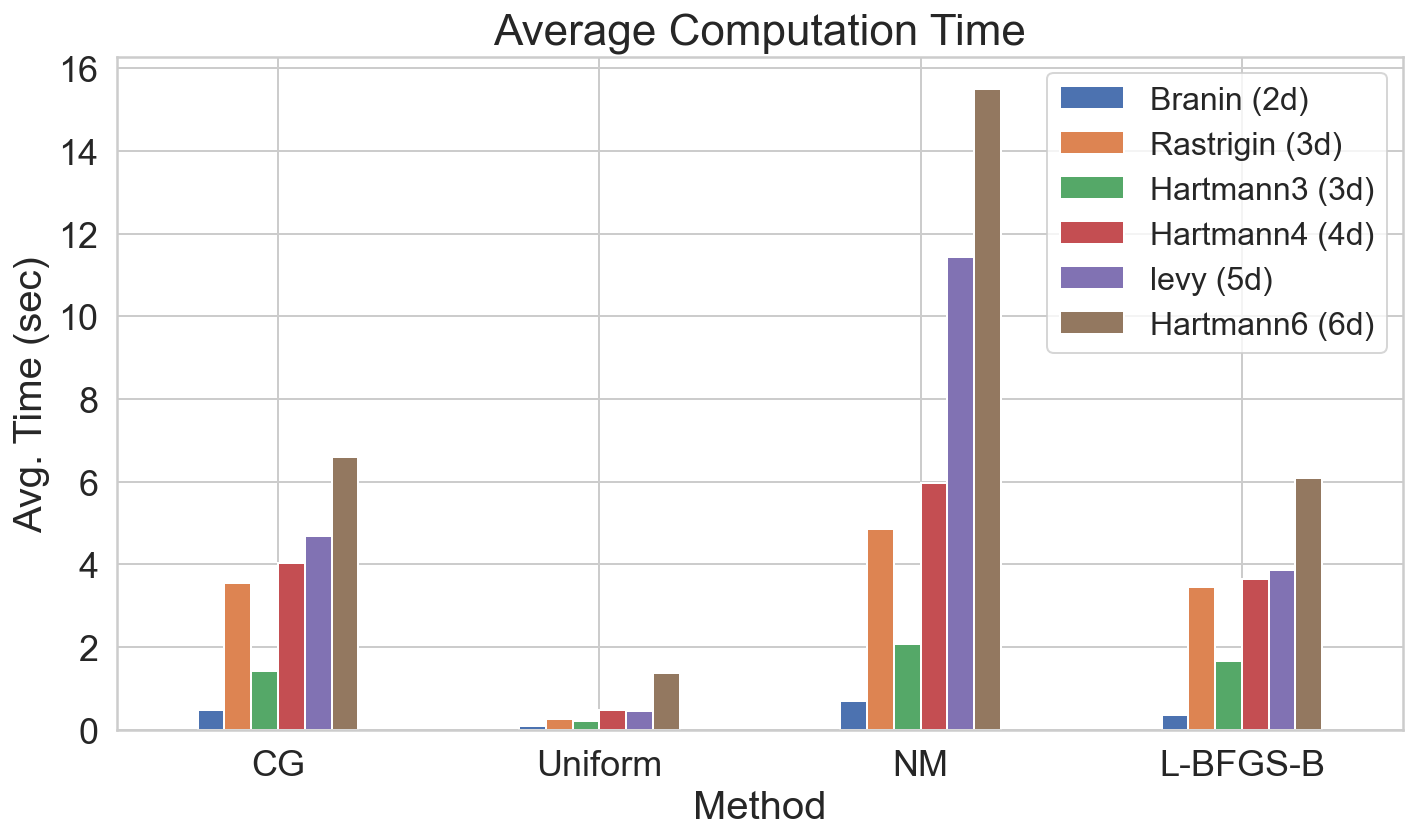 Average Computation Time
16
14
12
10
8
6
4
2
0
Avg. Time (sec)
Branin (2d)
Rastrigin (3d)
Hartmann3 (3d)
Hartmann4 (4d)
levy (5d)
Hartmann6 (6d)
CG
Uniform
NM
L-BFGS-B
Method